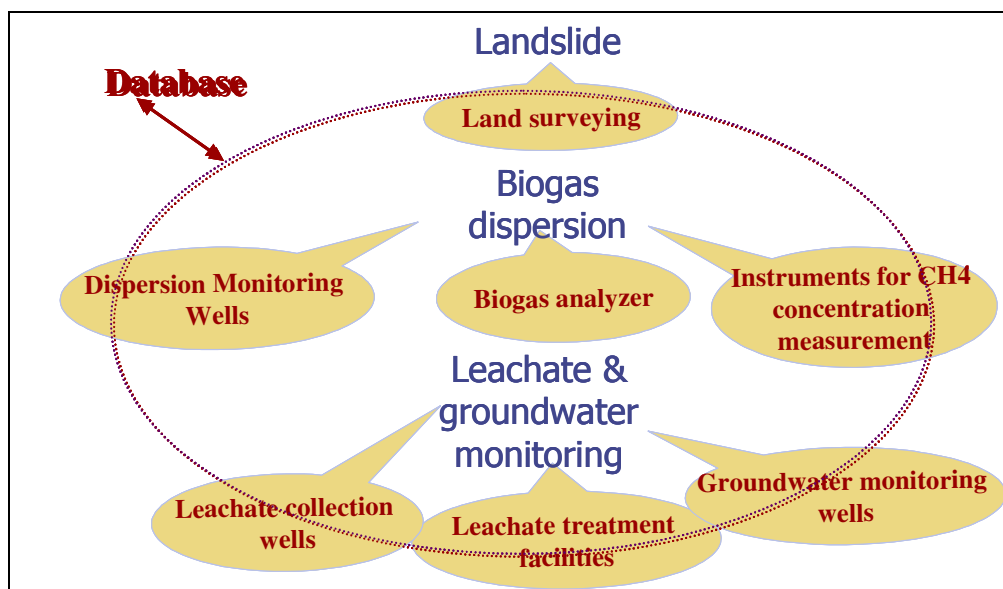 Landslide
Database
Land surveying
Biogas
dispersion
Dispersion Monitoring
Wells
Biogas analyzer
Instruments for CH4
concentration
measurement
Leachate &
groundwater
monitoring
Leachate collection
wells
Leachate treatment
facilities
Groundwater monitoring
wells